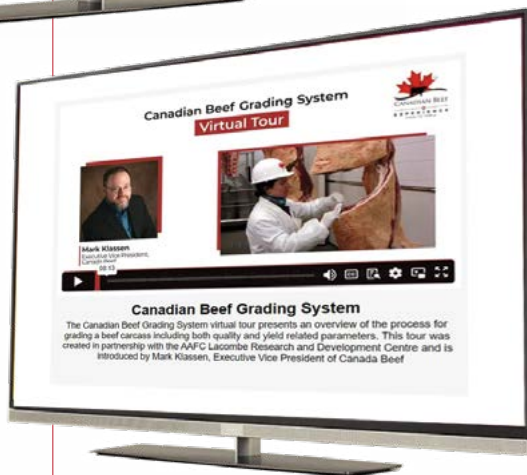 Canadian Beef Grading System
Virtual Tour
CANADIAN BEEF
EXPERIENCE
Mark Klassen
Executive Vice President,
Canada Beef
Canadian Beef Grading System
The Canadian Beef Grading System virtual tour presents an overview of the process for
grading a beef carcass including both quality and yield related parameters. This tour was
created in partnership with the AAFC Lacombe Research and Development Centre and is
introduced by Mark Klassen, Executive Vice President of Canada Beef